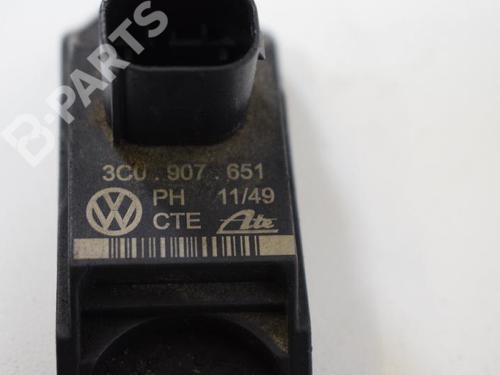 B-PARTS
3C0 . 907 . 651
PH 11/49
CTE Ate